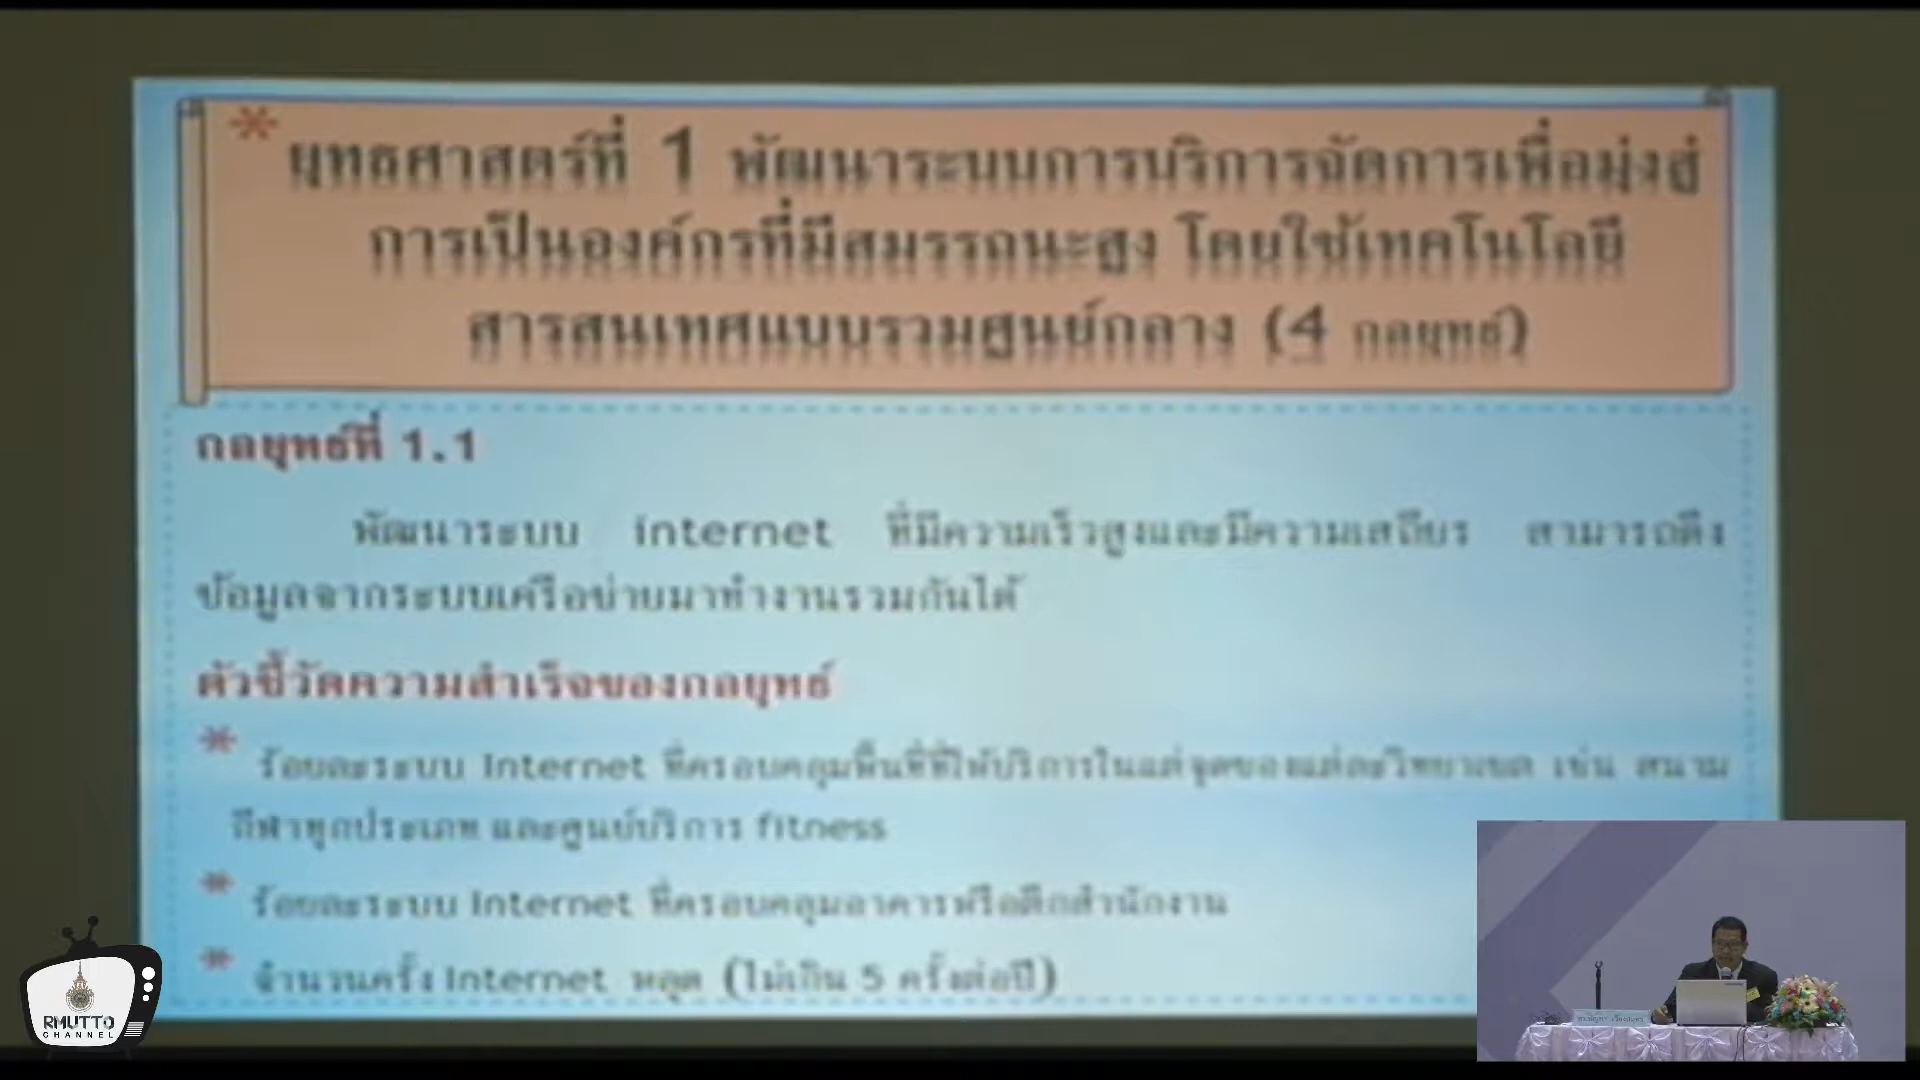 ยุทธศาสตร์ที่ 1 พัฒนาระบบการบริการจัดการเพื่อมุ่งสู่
การเป็นองค์กรที่มีสมรรถนะสูง โดยใช้เทคโนโลยี
สารสนเทศแบบรวมศูนย์กลาง (4 กลยุทธ์)
กลยุทธ์ที่ 1.1
พัฒนาระบบ internet ที่มีความเร็วสูงและมีความเสถียร สามารถดึง
ข้อมูลจากระบบเครือข่ายมาทำงานรวมกันได้
ตัวชี้วัดความสำเร็จของกลยุทธ์
* ร้อยละระบบ Internet ที่ครอบคลุมพื้นที่ที่ให้บริการในแต่จุดของแต่ละวิทยาเขต เช่น สนาม
กีฬาทุกประเภท และศูนย์บริการ fitness
* ร้อยละระบบ Internet ที่ครอบคลุมอาคารหรือตึกสำนักงาน
* จำนวนครั้ง Internet หลุด (ไม่เกิน 5 ครั้งต่อปี)
RMUTTO
CHANNEL